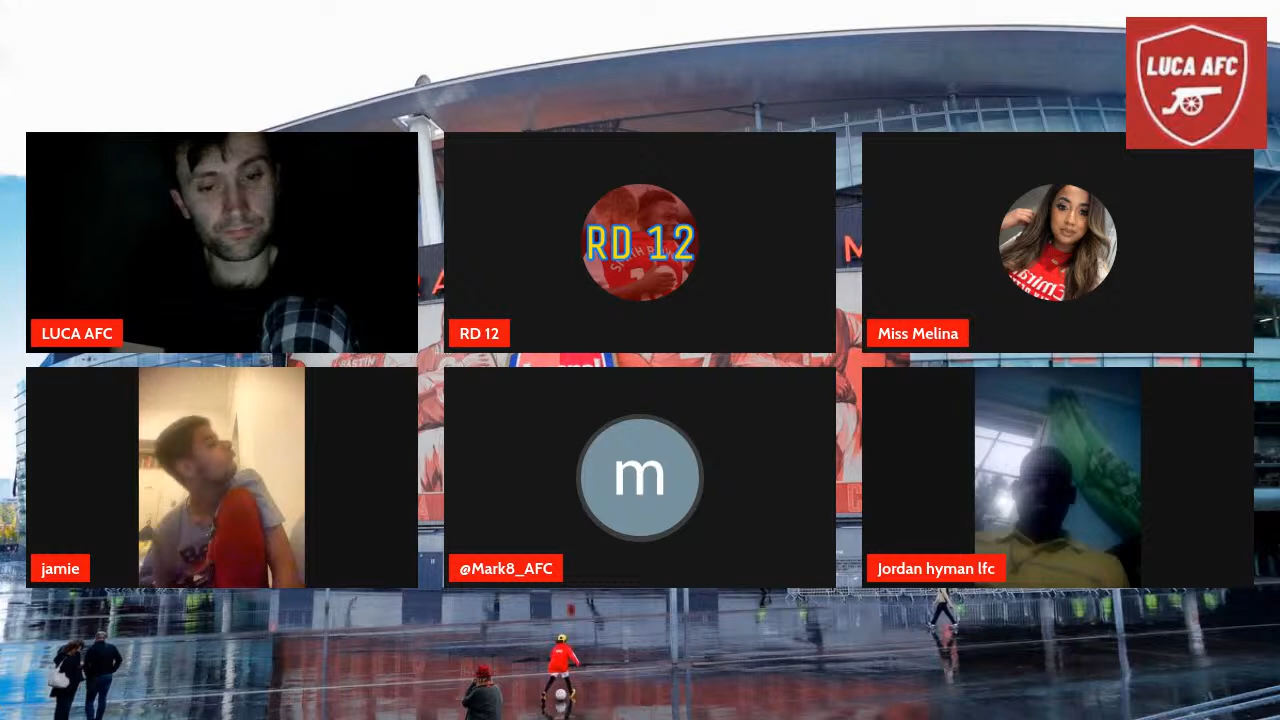 LUCA AFC
LUCA AFC
RD 12
RD 12
Miss Melina
jamie
m
@Mark8_AFC
Jordan hyman lfc